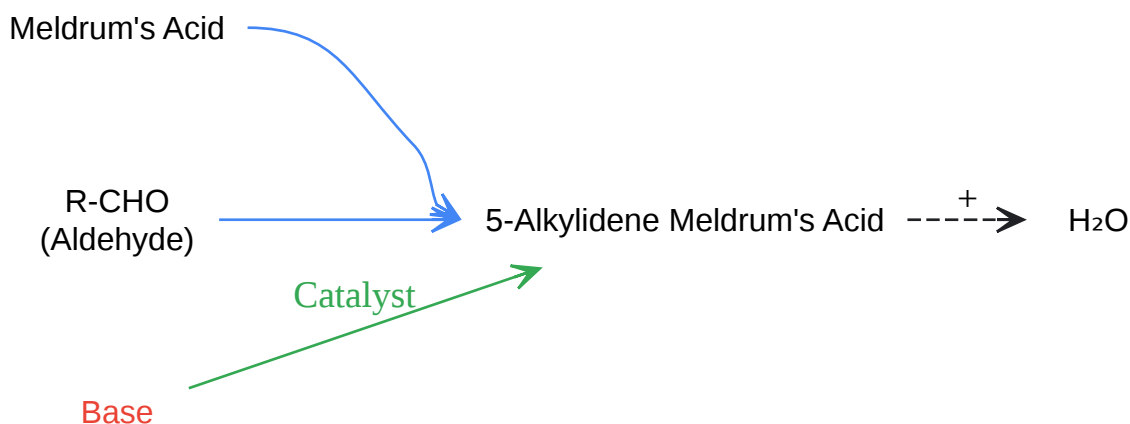 Meldrum's Acid
R-CHO
(Aldehyde)
5-Alkylidene Meldrum's Acid
+
H₂O
Catalyst
Base